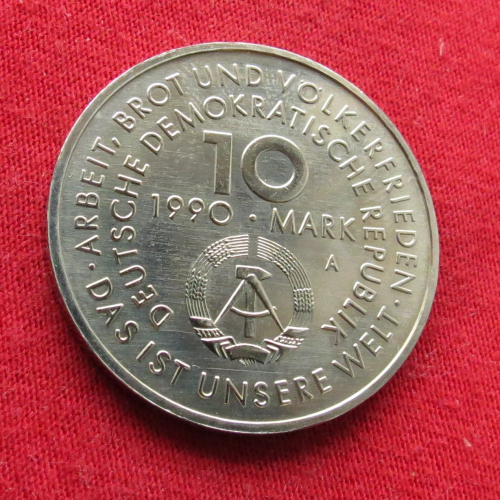 · ARBEIT, BROT UND VÖLKERFRIEDEN ·
DAS IST UNSERE WELT
DEUTSCHE DEMOKRATISCHE REPUBLIK
10
1990 · MARK
A